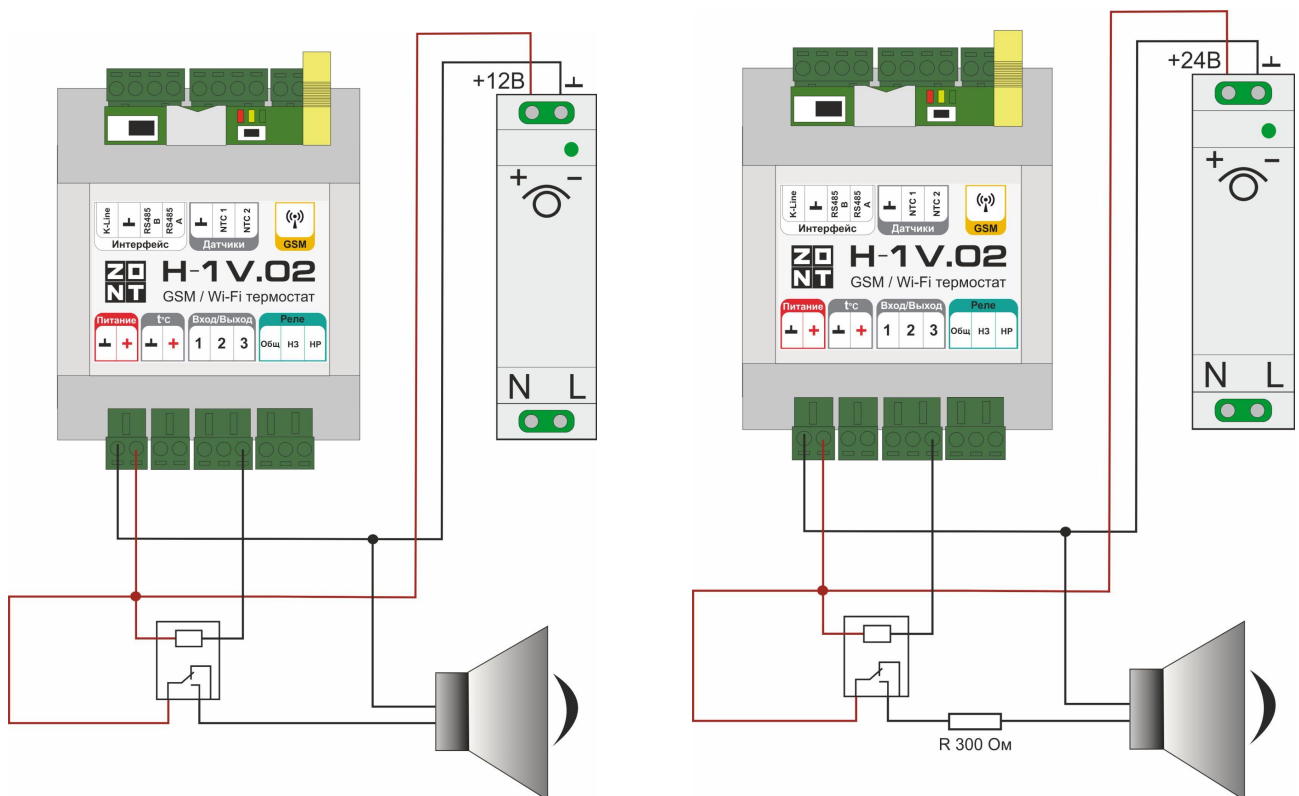 +12В
K-Line
RS485 B
RS485 A
NTC 1
NTC 2
Интерфейс
Датчики
GSM
ZONT
H-1V.02
GSM / Wi-Fi термостат
Питание
t°C
Вход/Выход
Реле
+
+
1 2 3
Общ НЗ НР
+ −
N L
+24В
K-Line
RS485 B
RS485 A
NTC 1
NTC 2
Интерфейс
Датчики
GSM
ZONT
H-1V.02
GSM / Wi-Fi термостат
Питание
t°C
Вход/Выход
Реле
+
+
1 2 3
Общ НЗ НР
+ −
N L
R 300 Ом